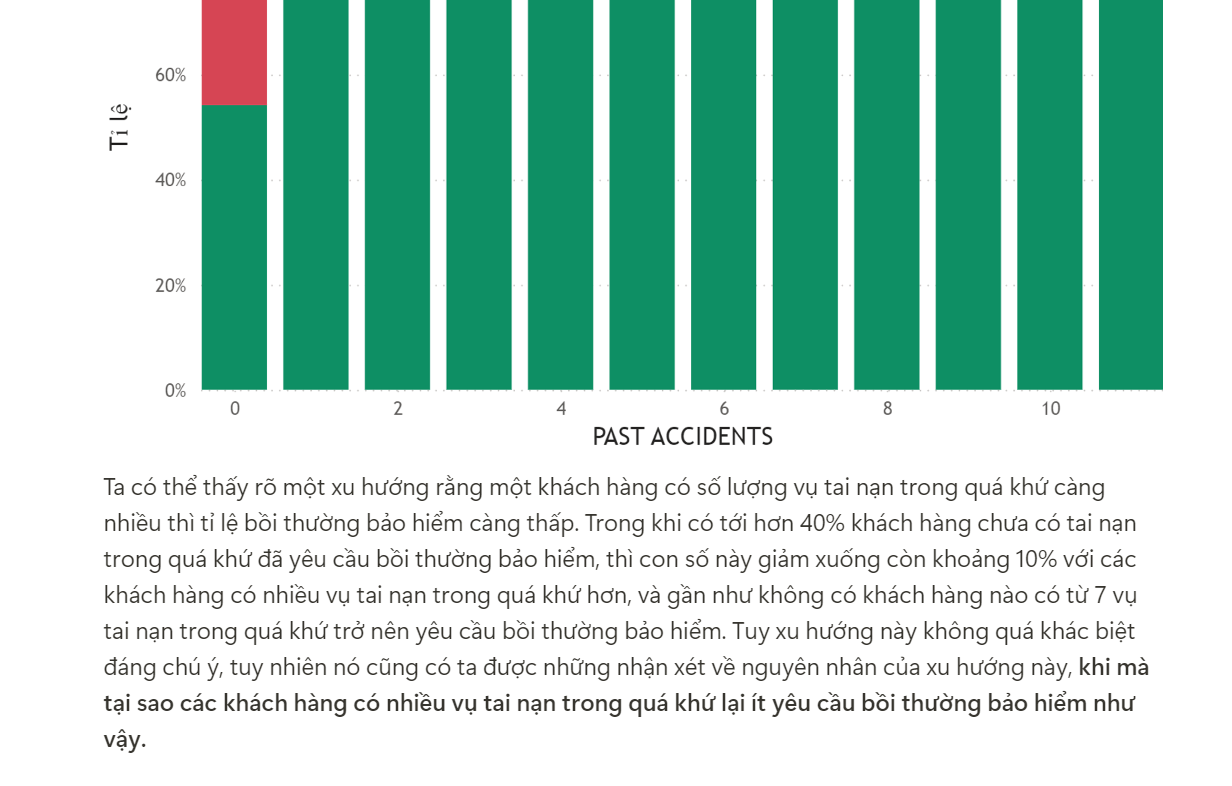 60%
Tỉ lệ
40%
20%
0%
0 2 4 6 8 10
PAST ACCIDENTS
Ta có thể thấy rõ một xu hướng rằng một khách hàng có số lượng vụ tai nạn trong quá khứ càng
nhiều thì tỉ lệ bồi thường bảo hiểm càng thấp. Trong khi có tới hơn 40% khách hàng chưa có tai nạn
trong quá khứ đã yêu cầu bồi thường bảo hiểm, thì con số này giảm xuống còn khoảng 10% với các
khách hàng có nhiều vụ tai nạn trong quá khứ hơn, và gần như không có khách hàng nào có từ 7 vụ
tai nạn trong quá khứ trở nên yêu cầu bồi thường bảo hiểm. Tuy xu hướng này không quá khác biệt
đáng chú ý, tuy nhiên nó cũng có ta được những nhận xét về nguyên nhân của xu hướng này, khi mà
tại sao các khách hàng có nhiều vụ tai nạn trong quá khứ lại ít yêu cầu bồi thường bảo hiểm như
vậy.